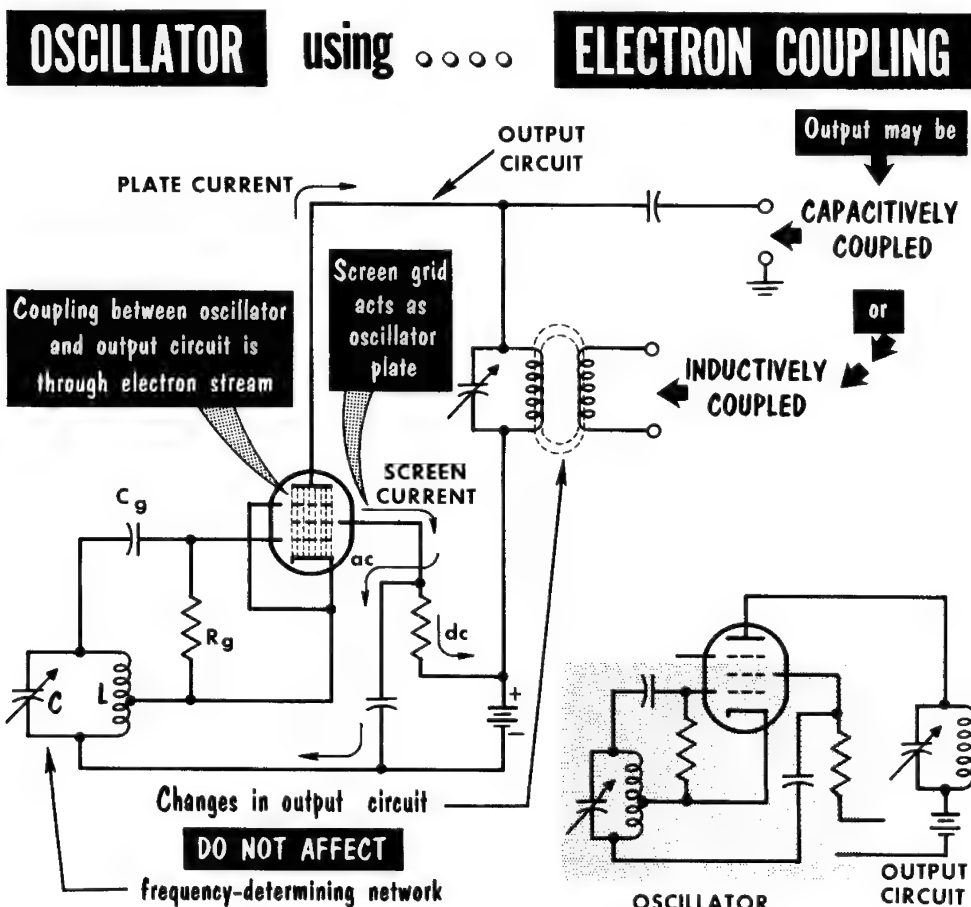 OSCILLATOR using .... ELECTRON COUPLING
Output may be
OUTPUT
CIRCUIT
PLATE CURRENT
CAPACITIVELY
COUPLED
Screen grid
acts as
oscillator
plate
Coupling between oscillator
and output circuit is
through electron stream
or
INDUCTIVELY
COUPLED
SCREEN
CURRENT
Cg
ac
Rg
dc
C
L
+
-
Changes in output circuit
DO NOT AFFECT
frequency-determining network
OSCILLATOR
OUTPUT
CIRCUIT